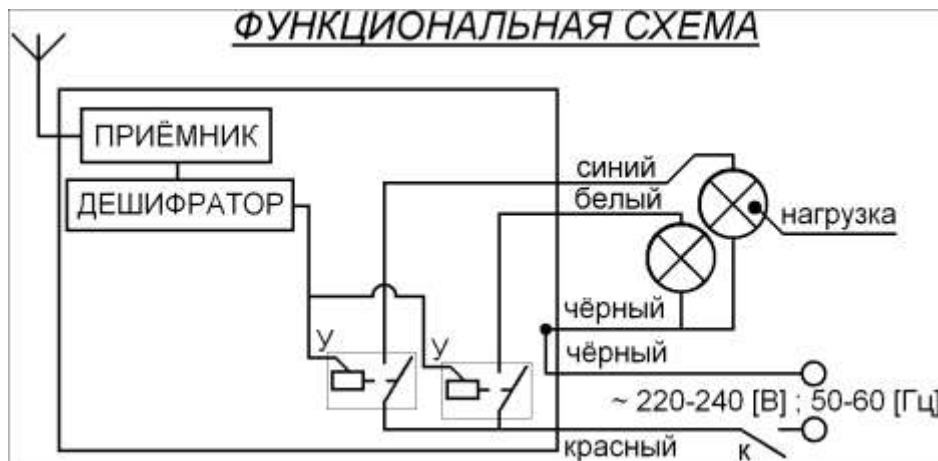 ФУНКЦИОНАЛЬНАЯ СХЕМА
ПРИЁМНИК
ДЕШИФРАТОР
синий
белый
нагрузка
чёрный
чёрный
У
У
~ 220-240 [В] ; 50-60 [Гц]
красный
к